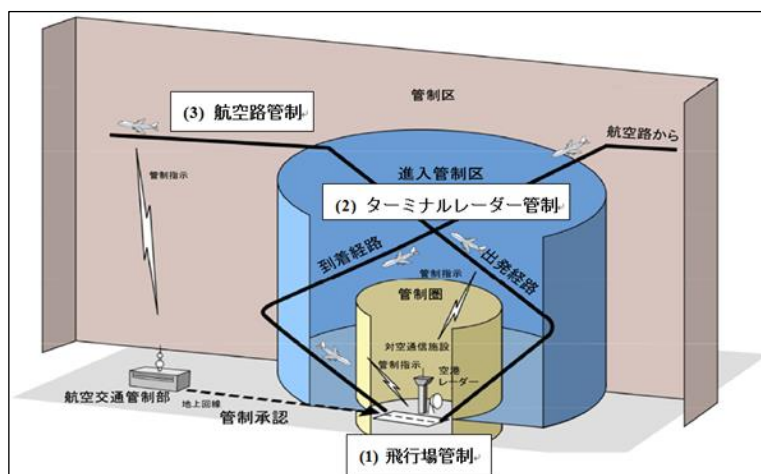 管制区
(3) 航空路管制
航空路から
管制指示
進入管制区
(2) ターミナルレーダー管制
到着経路
出発経路
管制指示
管制圏
対空通信施設
管制指示
空港
レーダー
航空交通管制部
地上回線
管制承認
(1) 飛行場管制